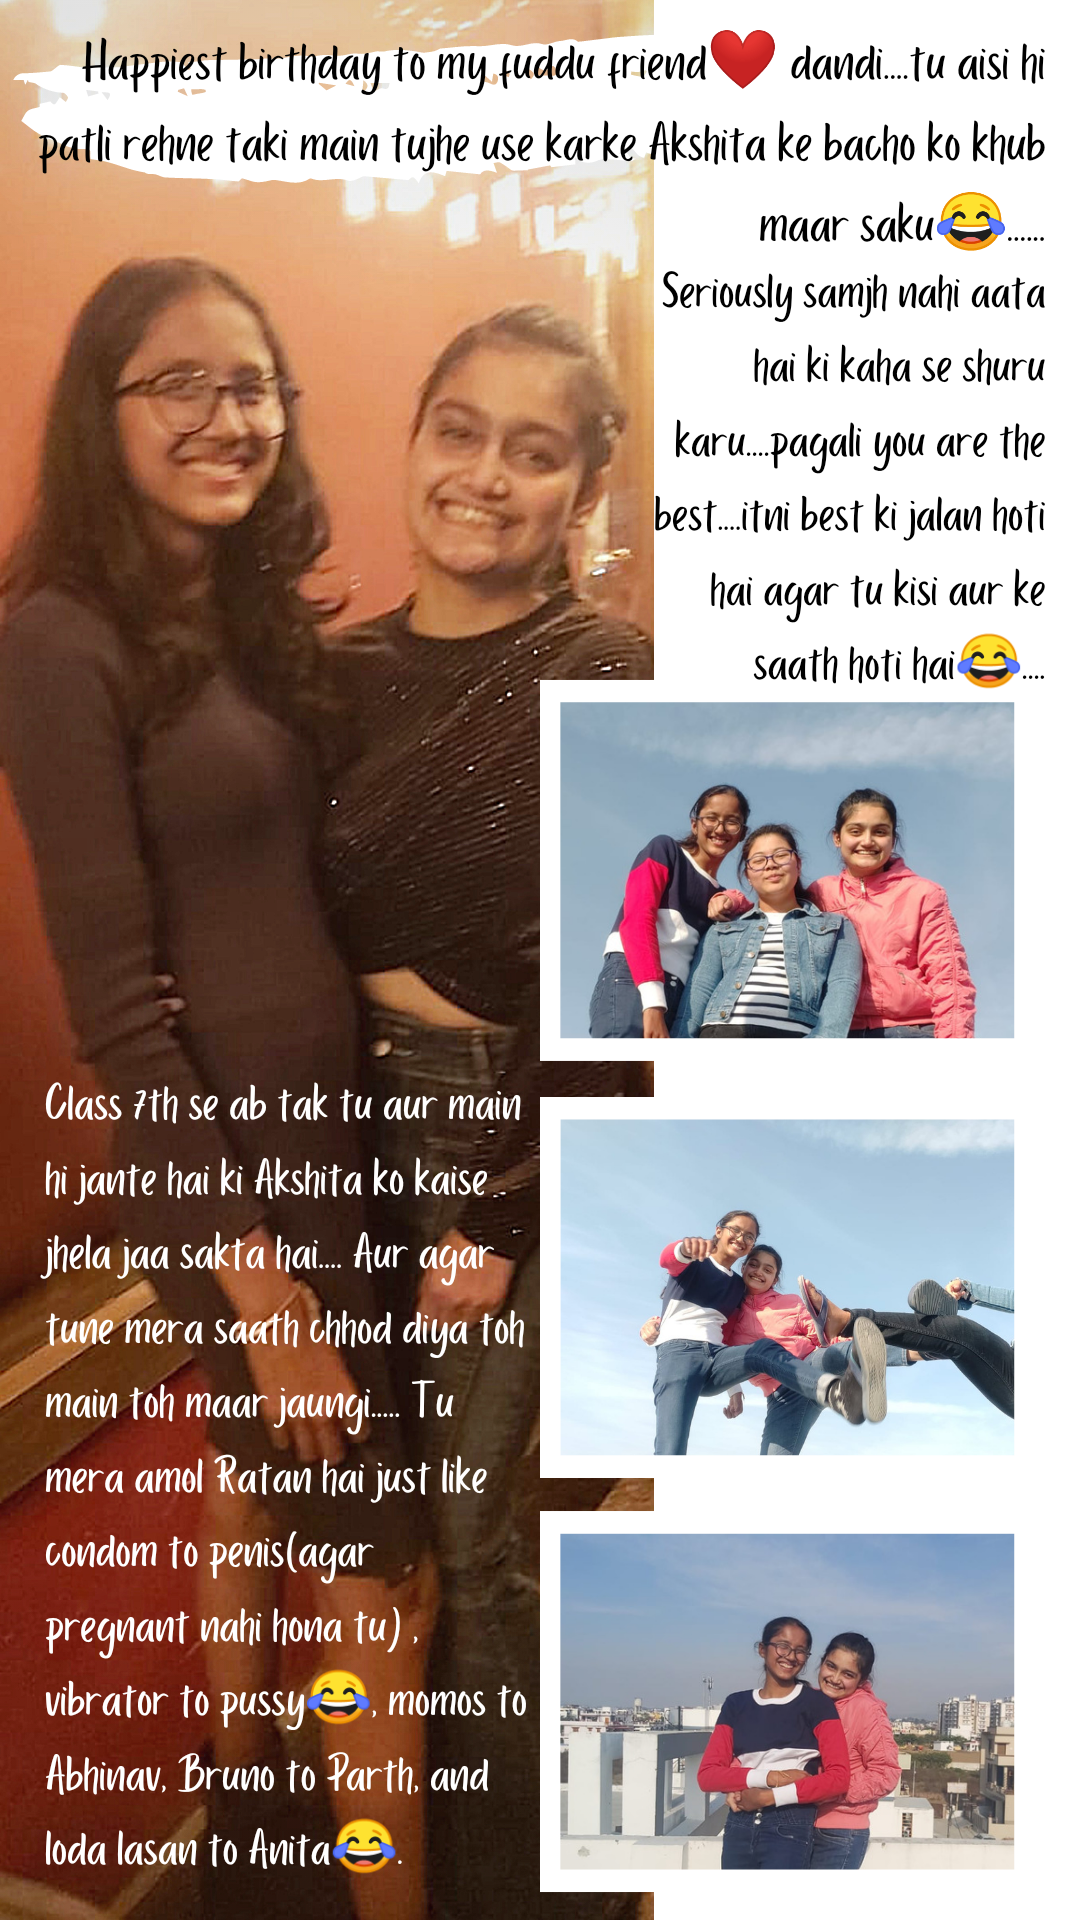 Happiest birthday to my fuddu friend❤️ dandi....tu aisi hi
patli rehne taki main tujhe use karke Akshita ke bacho ko khub
maar saku😂......
Seriously samjh nahi aata
hai ki kaha se shuru
karu....pagali you are the
best....itni best ki jalan hoti
hai agar tu kisi aur ke
saath hoti hai😂....
Class 7th se ab tak tu aur main
hi jante hai ki Akshita ko kaise ..
jhela jaa sakta hai.... Aur agar
tune mera saath chhod diya toh
main toh maar jaungi..... Tu
mera amol Ratan hai just like
condom to penis(agar
pregnant nahi hona tu) ,
vibrator to pussy😂, momos to
Abhinav, Bruno to Parth, and
loda lasan to Anita😂.